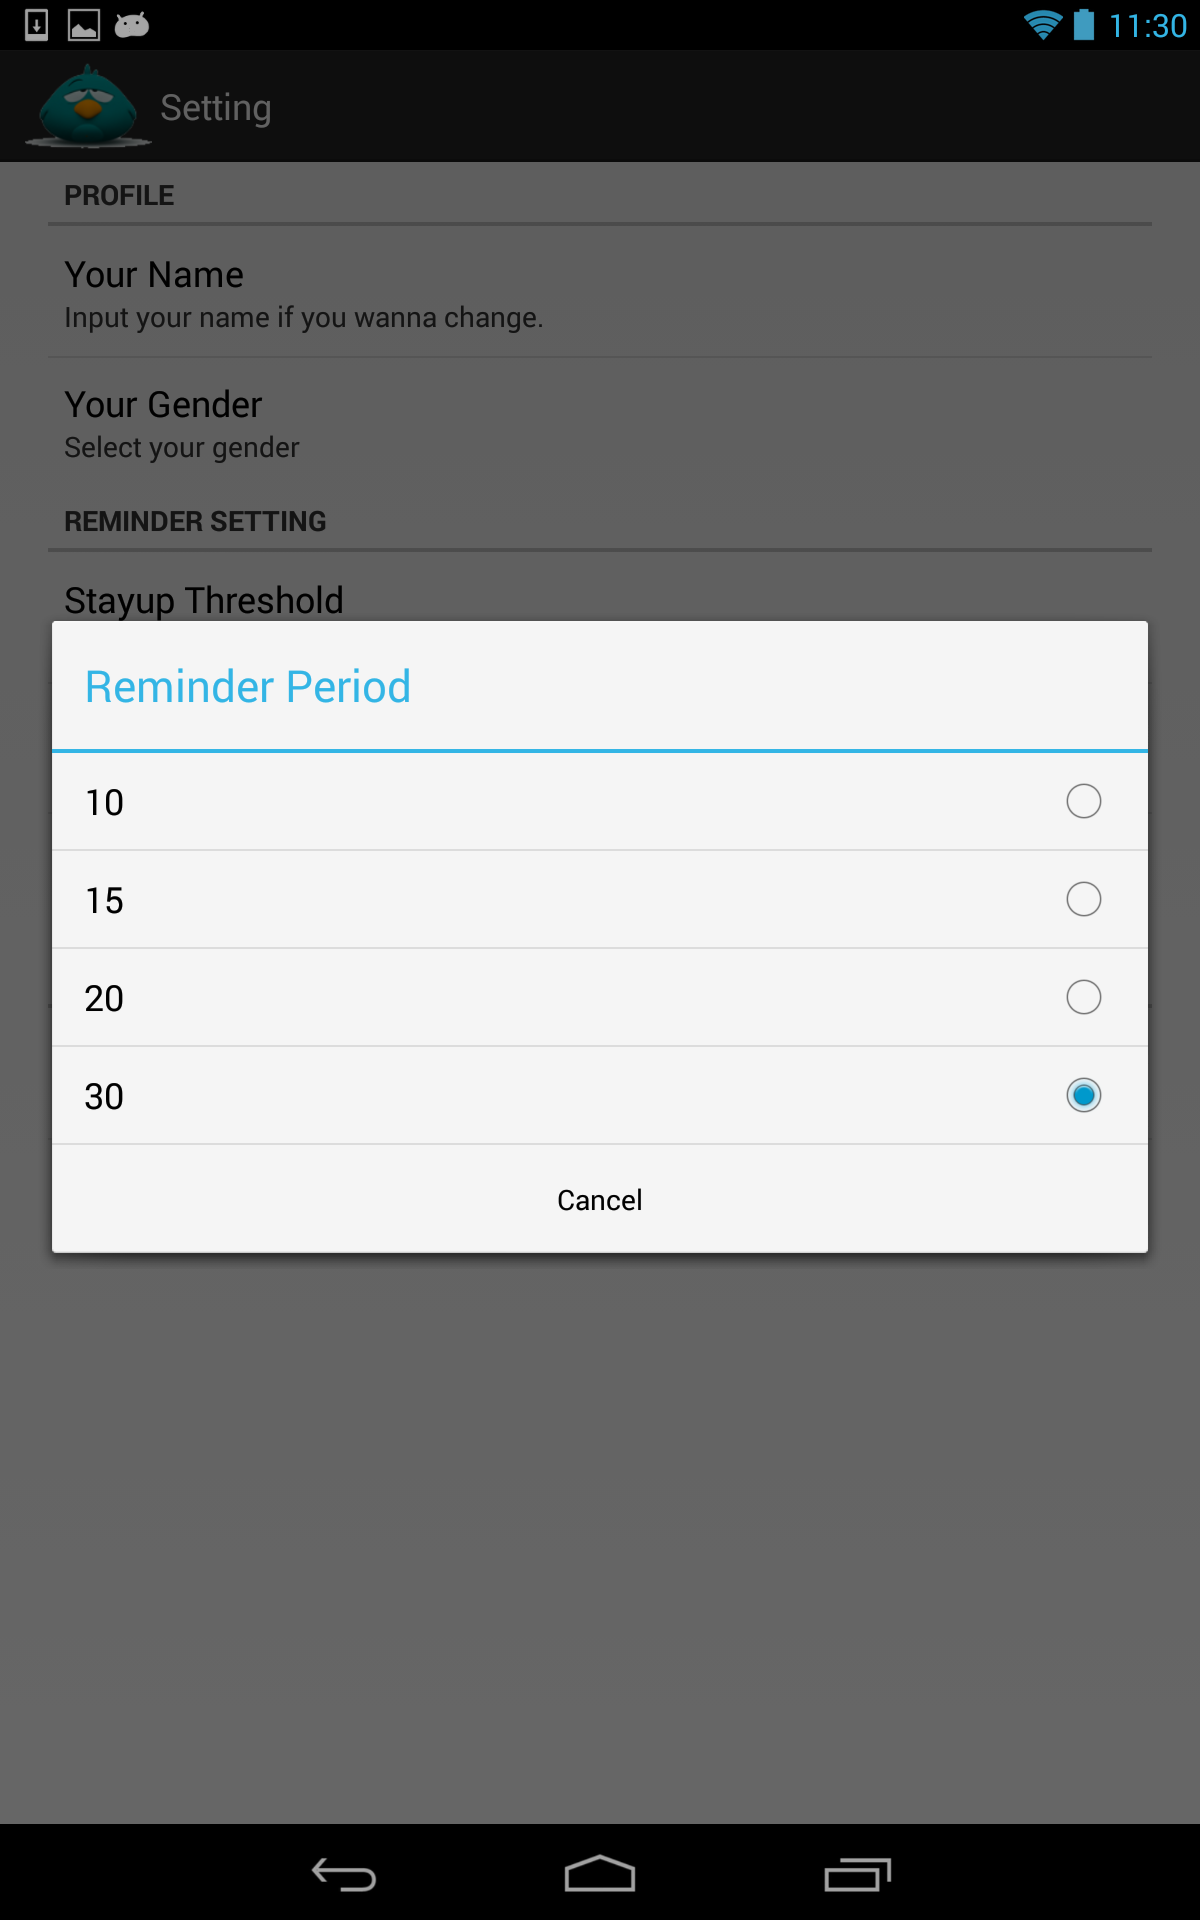 11:30
Setting
PROFILE
Your Name
Input your name if you wanna change.
Your Gender
Select your gender
REMINDER SETTING
Stayup Threshold
Reminder Period
10
15
20
30
Cancel